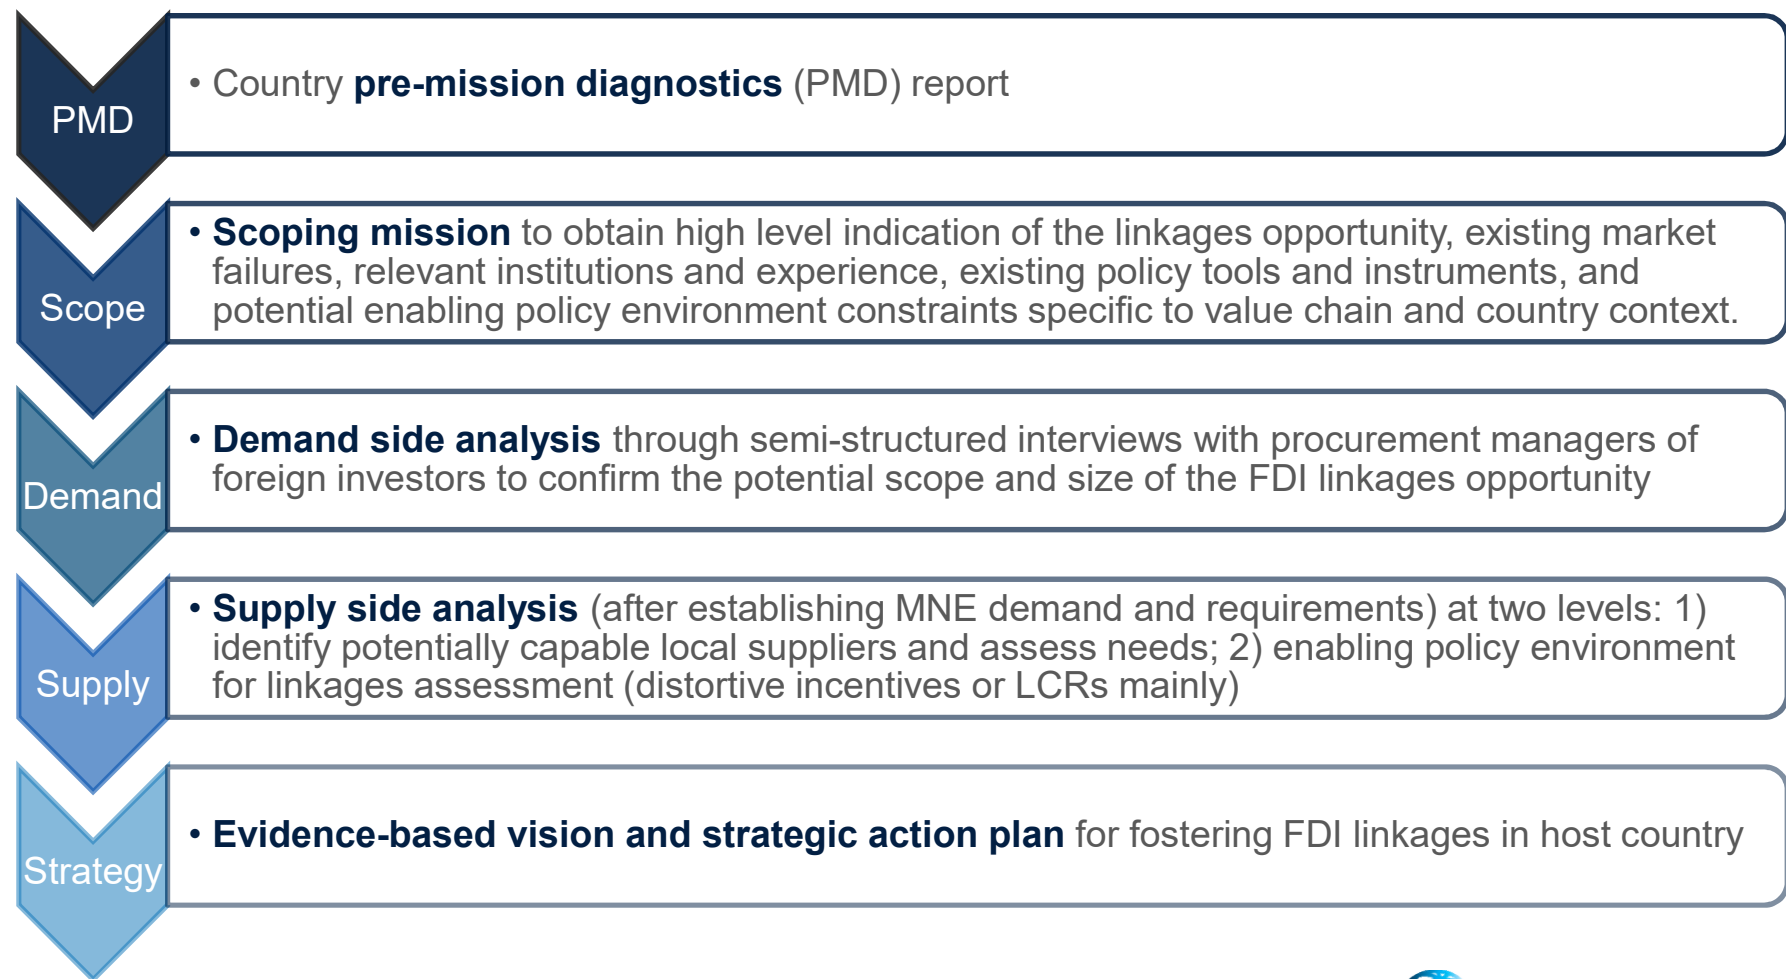 PMD
• Country pre-mission diagnostics (PMD) report
Scope
• Scoping mission to obtain high level indication of the linkages opportunity, existing market
failures, relevant institutions and experience, existing policy tools and instruments, and
potential enabling policy environment constraints specific to value chain and country context.
Demand
• Demand side analysis through semi-structured interviews with procurement managers of
foreign investors to confirm the potential scope and size of the FDI linkages opportunity
Supply
• Supply side analysis (after establishing MNE demand and requirements) at two levels: 1)
identify potentially capable local suppliers and assess needs; 2) enabling policy environment
for linkages assessment (distortive incentives or LCRs mainly)
Strategy
• Evidence-based vision and strategic action plan for fostering FDI linkages in host country